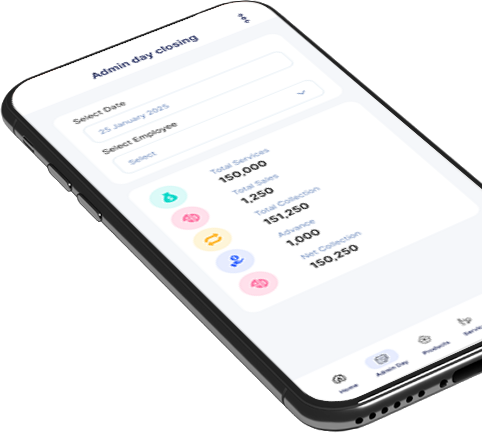 Admin day closing
Select Date
25 January 2025
Select Employee
Select
Total Services
150,000
Total Sales
1,250
Total Collection
151,250
Advance
1,000
Net Collection
150,250
Home
Admin Day
Products